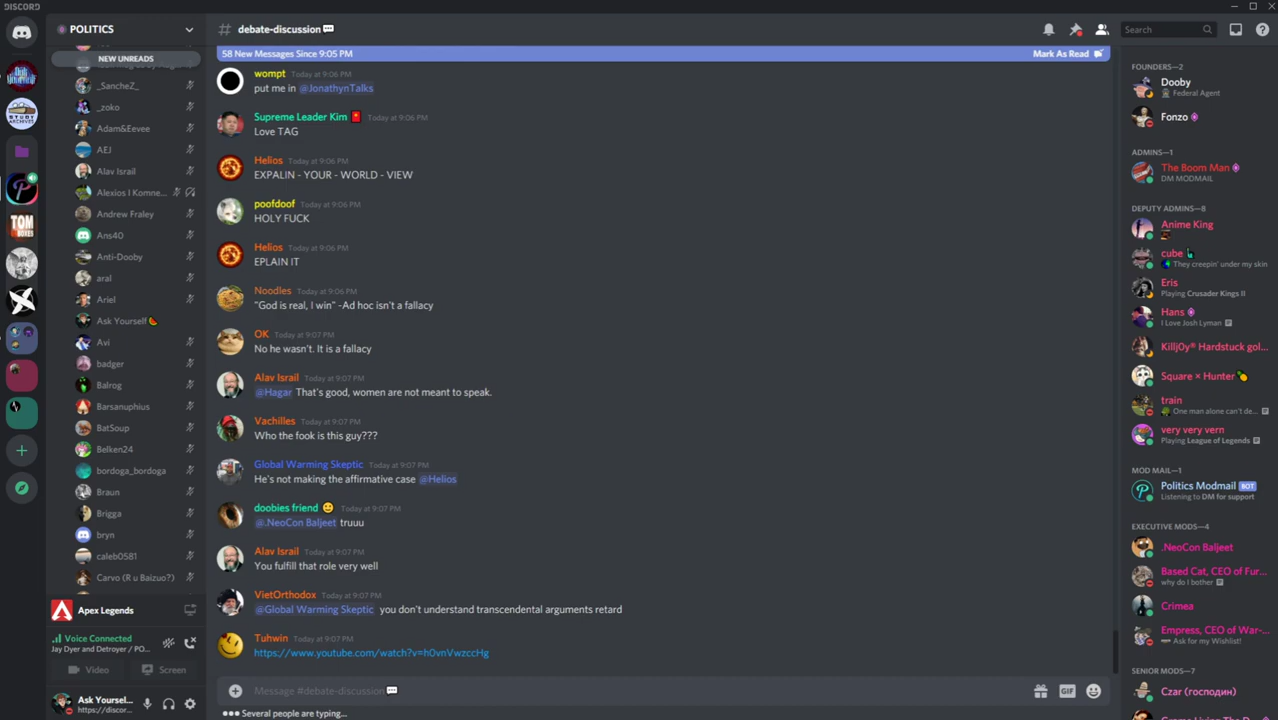 DISCORD
POLITICS
NEW UNREADS
_SancheZ_
_zoko
Adam&Eevee
AEJ
Alav Israil
Alexios I Komne...
Andrew Fraley
Ans40
Anti-Dooby
aral
Ariel
Ask Yourself
Avi
badger
Balrog
Barsanuphius
BatSoup
Belken24
bordoga_bordoga
Braun
Brigga
bryn
caleb0581
Carvo (R u Baizuo?)
Apex Legends
Voice Connected
Jay Dyer and Detroyer / PO...
Video Screen
Ask Yoursel...
https://discor...
# debate-discussion
Search
58 New Messages Since 9:05 PM Mark As Read
wompt Today at 9:06 PM
put me in @JonathynTalks
Supreme Leader Kim Today at 9:06 PM
Love TAG
Helios Today at 9:06 PM
EXPALIN - YOUR - WORLD - VIEW
poofdoof Today at 9:06 PM
HOLY FUCK
Helios Today at 9:06 PM
EPLAIN IT
Noodles Today at 9:06 PM
"God is real, I win" -Ad hoc isn't a fallacy
OK Today at 9:07 PM
No he wasn't. It is a fallacy
Alav Israil Today at 9:07 PM
@Hagar That's good, women are not meant to speak.
Vachilles Today at 9:07 PM
Who the fook is this guy???
Global Warming Skeptic Today at 9:07 PM
He's not making the affirmative case @Helios
doobies friend Today at 9:07 PM
@.NeoCon Baljeet truuu
Alav Israil Today at 9:07 PM
You fulfill that role very well
VietOrthodox Today at 9:07 PM
@Global Warming Skeptic you don't understand transcendental arguments retard
Tuhwin Today at 9:07 PM
https://www.youtube.com/watch?v=h0vnVwzccHg
Message #debate-discussion
GIF
Several people are typing...
FOUNDERS—2
Dooby
Federal Agent
Fonzo
ADMINS—1
The Boom Man
DM MODMAIL
DEPUTY ADMINS—8
Anime King
cube
They creepin' under my skin
Eris
Playing Crusader Kings II
Hans
I Love Josh Lyman
Killj0y® Hardstuck gol...
Square × Hunter
train
One man alone can't de...
very very vern
Playing League of Legends
MOD MAIL—1
Politics Modmail BOT
Listening to DM for support
EXECUTIVE MODS—4
.NeoCon Baljeet
Based Cat, CEO of Fur...
why do I bother
Crimea
Empress, CEO of War-...
Ask for my Wishlist!
SENIOR MODS—7
Czar (господин)